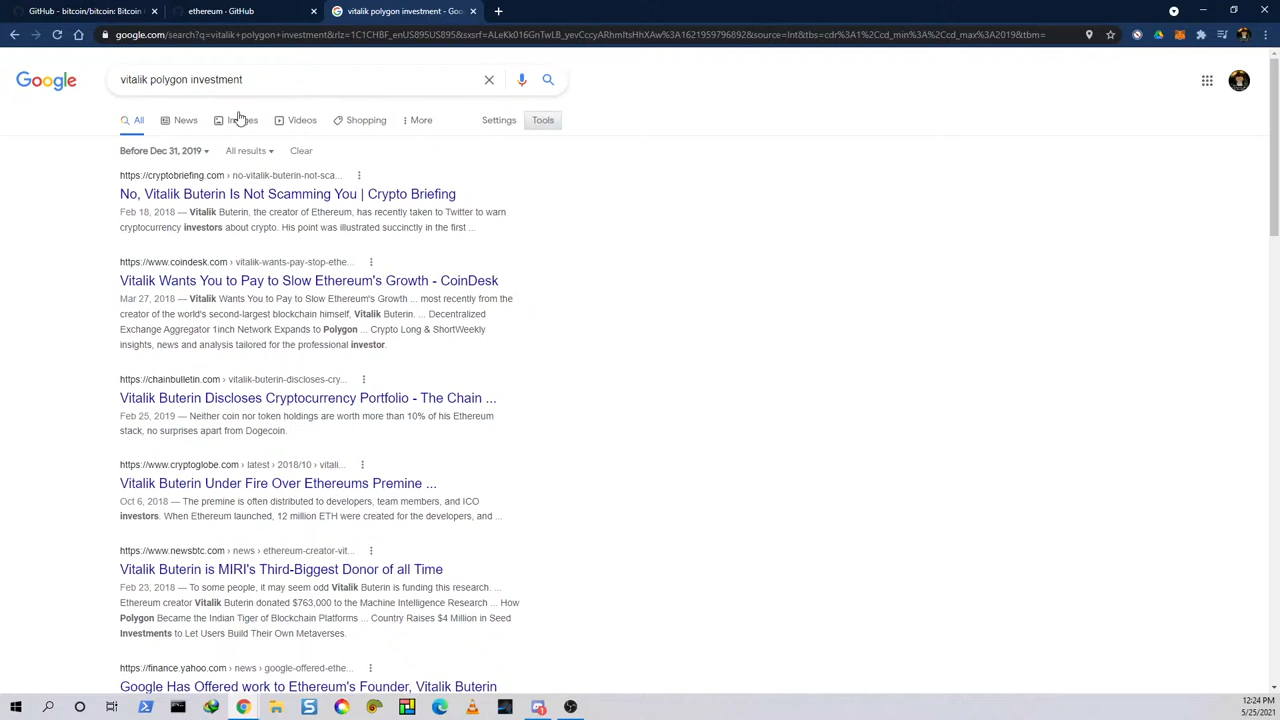 GitHub - bitcoin/bitcoin: Bitcoin
ethereum · GitHub
vitalik polygon investment - Goo
google.com/search?q=vitalik+polygon+investment&rlz=1C1CHBF_enUS895US895&sxsrf=ALeKk016GoTvzb_yevCccyARhmItsHhXAw%3A1621959796892&source=lnt&tbs=cdr%3A1%2Ccd_min%3A%2Ccd_max%3A2019&tbm=
Google
vitalik polygon investment
All
News
Images
Videos
Shopping
More
Settings
Tools
Before Dec 31, 2019
All results
Clear
https://cryptobriefing.com › no-vitalik-buterin-not-sca...
No, Vitalik Buterin Is Not Scamming You | Crypto Briefing
Feb 18, 2018 — Vitalik Buterin, the creator of Ethereum, has recently taken to Twitter to warn
cryptocurrency investors about crypto. His point was illustrated succinctly in the first ...
https://www.coindesk.com › vitalik-wants-pay-stop-ethe...
Vitalik Wants You to Pay to Slow Ethereum's Growth - CoinDesk
Mar 27, 2018 — Vitalik Wants You to Pay to Slow Ethereum's Growth ... most recently from the
creator of the world's second-largest blockchain himself, Vitalik Buterin. ... Decentralized
Exchange Aggregator 1inch Network Expands to Polygon ... Crypto Long & ShortWeekly
insights, news and analysis tailored for the professional investor.
https://chainbulletin.com › vitalik-buterin-discloses-cry...
Vitalik Buterin Discloses Cryptocurrency Portfolio - The Chain ...
Feb 25, 2019 — Neither coin nor token holdings are worth more than 10% of his Ethereum
stack, no surprises apart from Dogecoin.
https://www.cryptoglobe.com › latest › 2018/10 › vitali...
Vitalik Buterin Under Fire Over Ethereums Premine ...
Oct 6, 2018 — The premine is often distributed to developers, team members, and ICO
investors. When Ethereum launched, 12 million ETH were created for the developers, and ...
https://www.newsbtc.com › news › ethereum-creator-vit...
Vitalik Buterin is MIRI's Third-Biggest Donor of all Time
Feb 23, 2018 — To some people, it may seem odd Vitalik Buterin is funding this research. ...
Ethereum creator Vitalik Buterin donated $763,000 to the Machine Intelligence Research ... How
Polygon Became the Indian Tiger of Blockchain Platforms ... Country Raises $4 Million in Seed
Investments to Let Users Build Their Own Metaverses.
https://finance.yahoo.com › news › google-offered-ethe...
Google Has Offered work to Ethereum's Founder, Vitalik Buterin
12:24 PM
5/25/2021